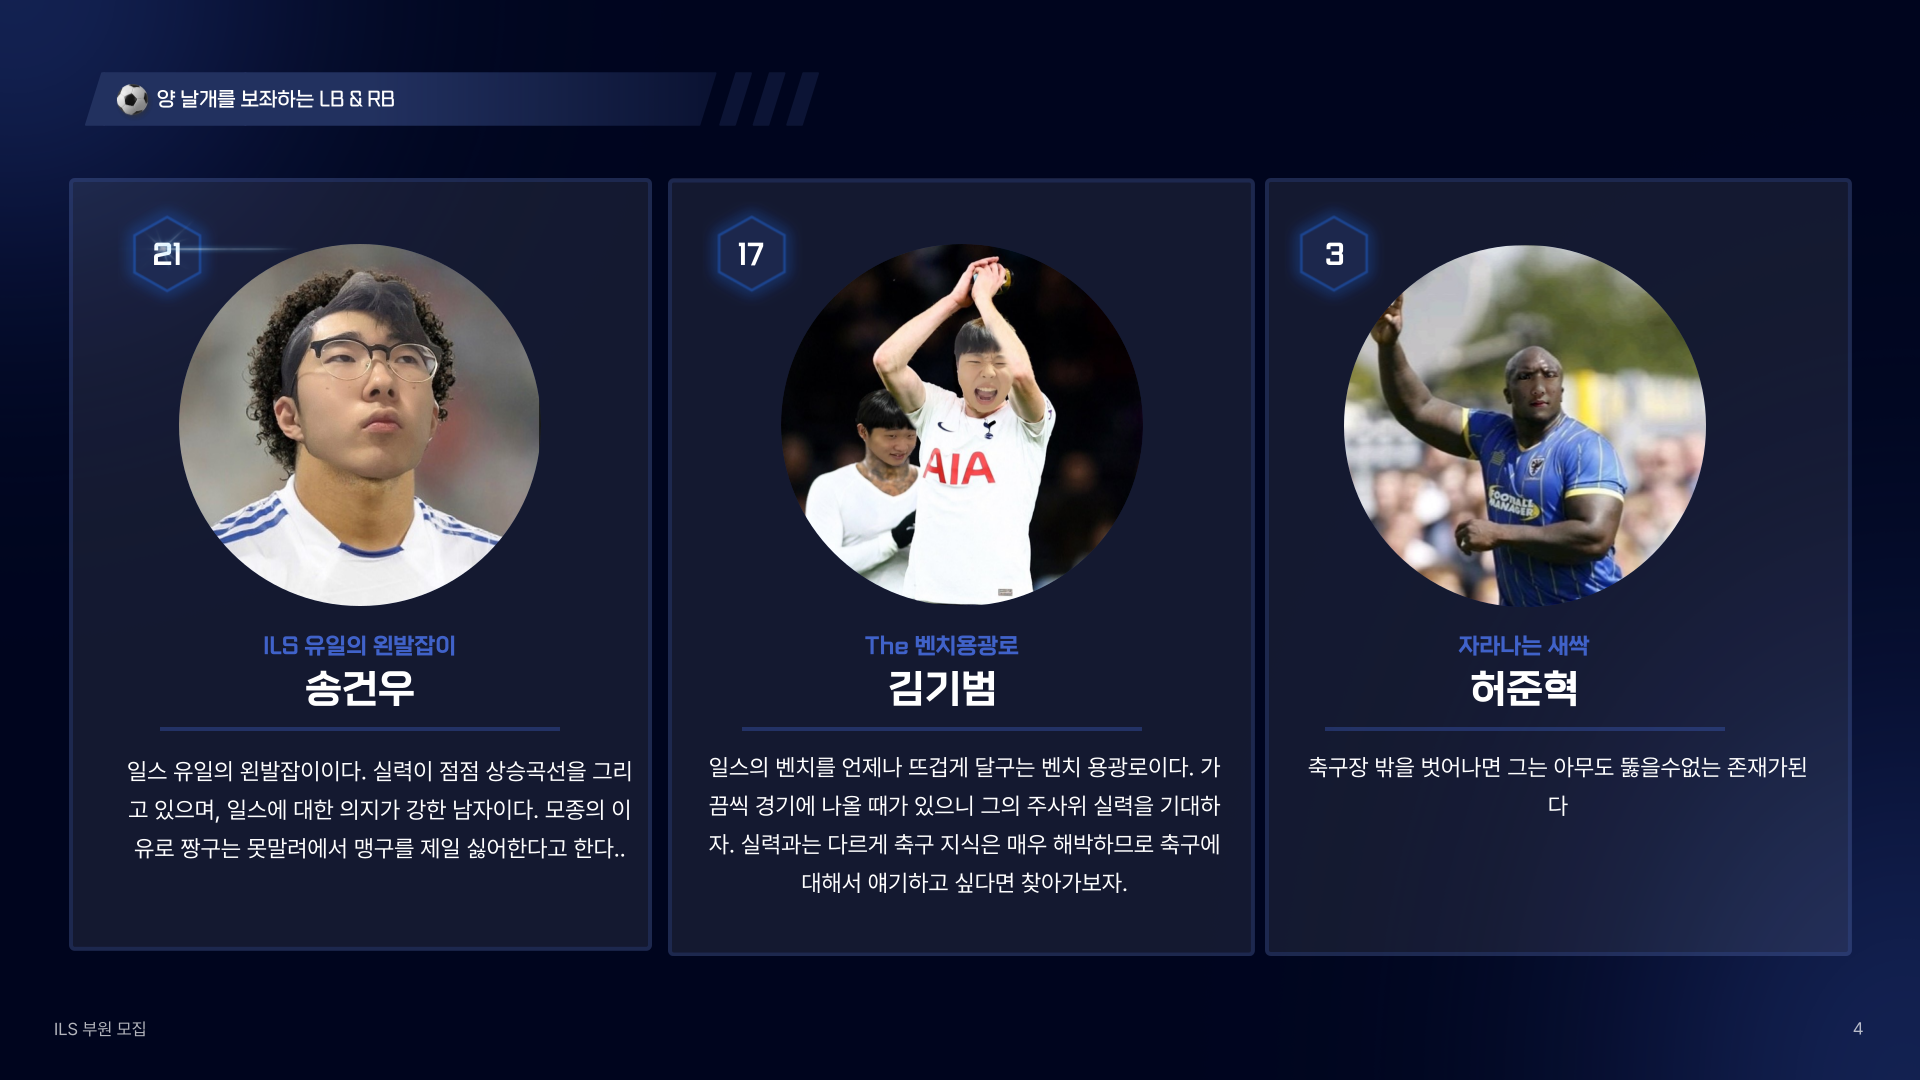 양 날개를 보좌하는 LB & RB
21
ILS 유일의 왼발잡이
송건우
일스 유일의 왼발잡이이다. 실력이 점점 상승곡선을 그리
고 있으며, 일스에 대한 의지가 강한 남자이다. 모종의 이
유로 짱구는 못말려에서 맹구를 제일 싫어한다고 한다..
17
AIA
The 벤치용광로
김기범
일스의 벤치를 언제나 뜨겁게 달구는 벤치 용광로이다. 가
끔씩 경기에 나올 때가 있으니 그의 주사위 실력을 기대하
자. 실력과는 다르게 축구 지식은 매우 해박하므로 축구에
대해서 얘기하고 싶다면 찾아가보자.
3
FOOTBALL
MANAGER
자라나는 새싹
허준혁
축구장 밖을 벗어나면 그는 아무도 뚫을수없는 존재가된
다
ILS 부원 모집
4